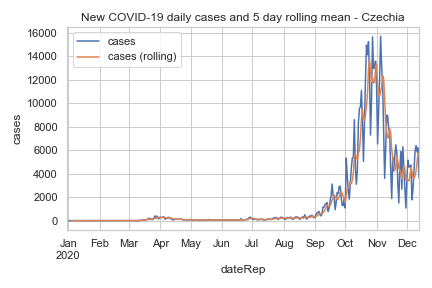 New COVID-19 daily cases and 5 day rolling mean - Czechia
cases
cases (rolling)
16000
14000
12000
10000
8000
6000
4000
2000
0
cases
Jan Feb Mar Apr May Jun Jul Aug Sep Oct Nov Dec
2020
dateRep